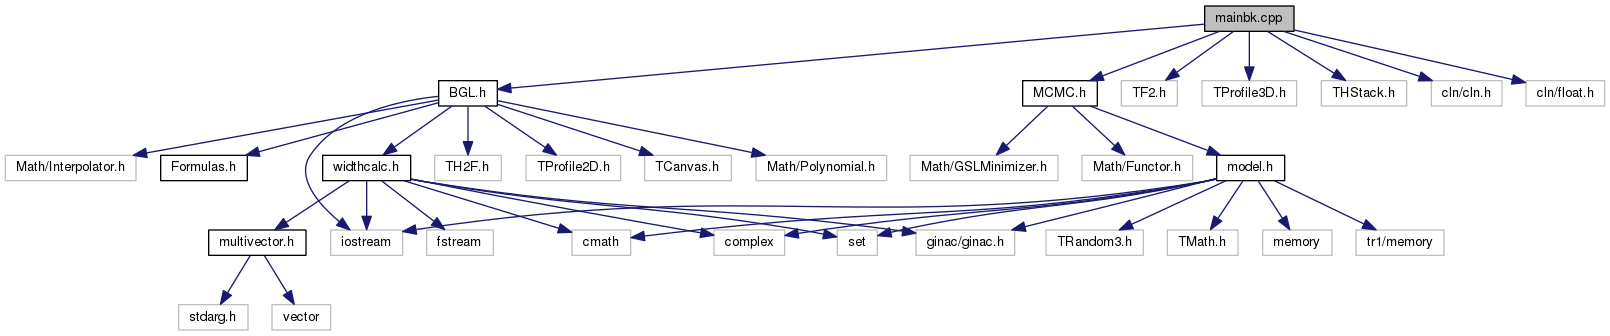 mainbk.cpp
BGL.h
MCMC.h
TF2.h
TProfile3D.h
THStack.h
cln/cln.h
cln/float.h
Math/Interpolator.h
Formulas.h
widthcalc.h
TH2F.h
TProfile2D.h
TCanvas.h
Math/Polynomial.h
Math/GSLMinimizer.h
Math/Functor.h
model.h
multivector.h
iostream
fstream
cmath
complex
set
ginac/ginac.h
TRandom3.h
TMath.h
memory
tr1/memory
stdarg.h
vector